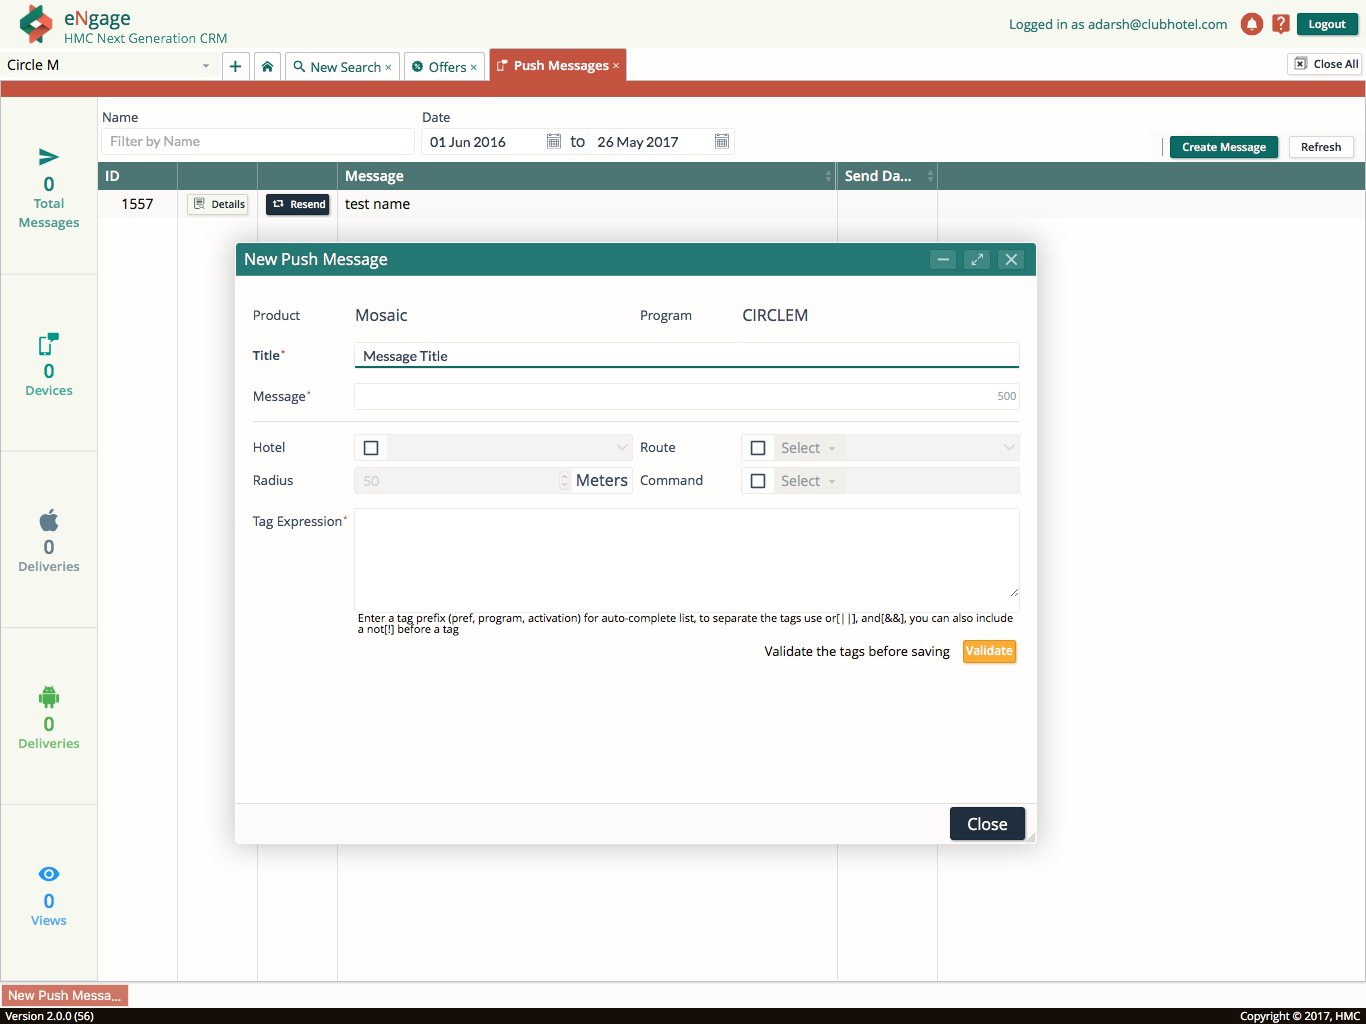 eNgage
HMC Next Generation CRM
Logged in as adarsh@clubhotel.com
Logout
Circle M
New Search ×
Offers ×
Push Messages ×
Close All
Name
Date
Filter by Name
01 Jun 2016
to
26 May 2017
Create Message
Refresh
ID
Message
Send Da...
1557
Details
Resend
test name
0
Total
Messages
0
Devices
0
Deliveries
0
Deliveries
0
Views
New Push Message
Product
Mosaic
Program
CIRCLEM
Title*
Message Title
Message*
500
Hotel
Route
Select
Radius
50
Meters
Command
Select
Tag Expression*
Enter a tag prefix (pref, program, activation) for auto-complete list, to separate the tags use or[||], and[&&], you can also include
a not[!] before a tag
Validate the tags before saving
Validate
Close
New Push Messa...
Version 2.0.0 (56)
Copyright © 2017, HMC